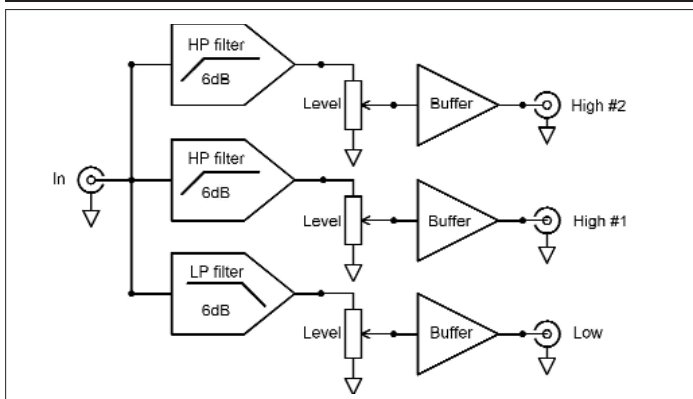 HP filter
6dB
Level
Buffer
High #2
HP filter
6dB
In
Level
Buffer
High #1
LP filter
6dB
Level
Buffer
Low